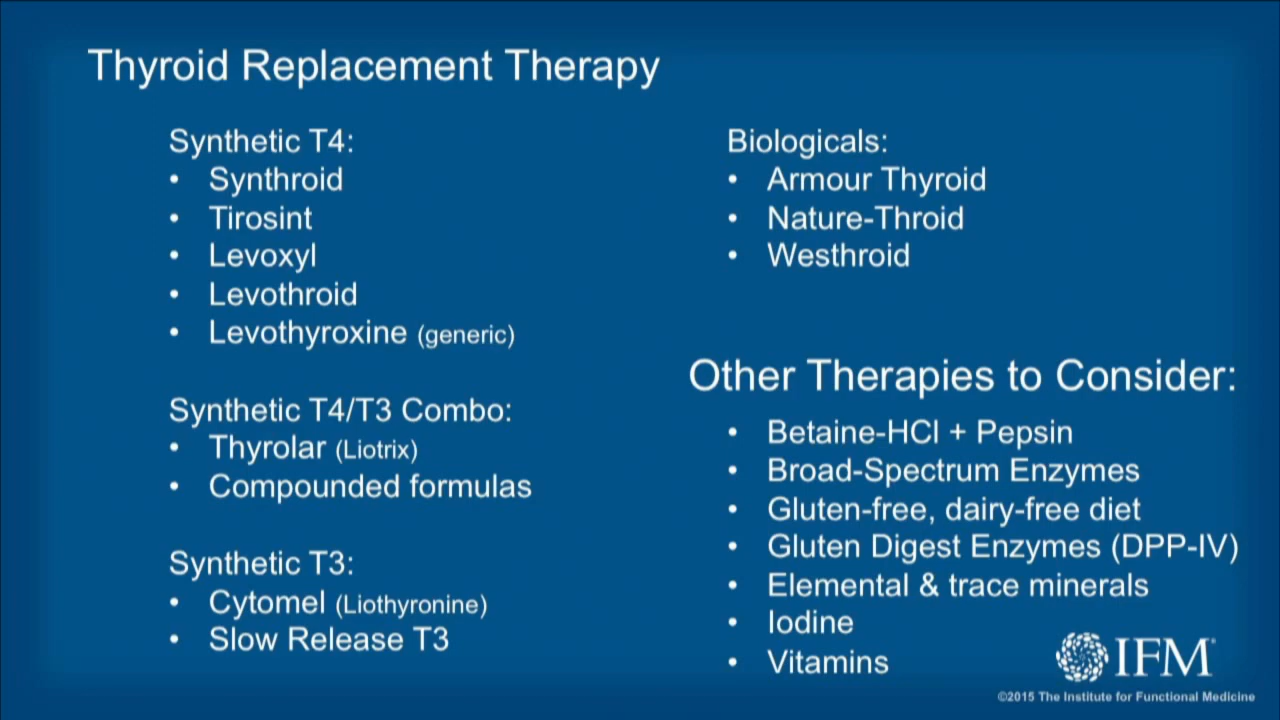 Thyroid Replacement Therapy
Synthetic T4:
• Synthroid
• Tirosint
• Levoxyl
• Levothroid
• Levothyroxine (generic)
Synthetic T4/T3 Combo:
• Thyrolar (Liotrix)
• Compounded formulas
Synthetic T3:
• Cytomel (Liothyronine)
• Slow Release T3
Biologicals:
• Armour Thyroid
• Nature-Throid
• Westhroid
Other Therapies to Consider:
• Betaine-HCl + Pepsin
• Broad-Spectrum Enzymes
• Gluten-free, dairy-free diet
• Gluten Digest Enzymes (DPP-IV)
• Elemental & trace minerals
• Iodine
• Vitamins
IFM
©2015 The Institute for Functional Medicine